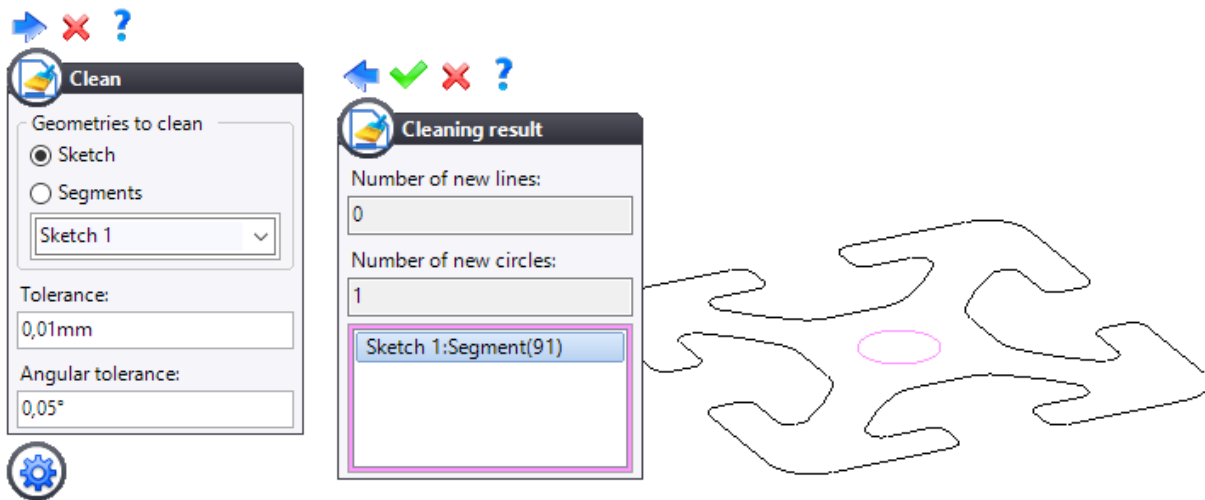 ?
Clean
Geometries to clean
Sketch
Segments
Sketch 1
Tolerance:
0,01mm
Angular tolerance:
0,05°
?
Cleaning result
Number of new lines:
0
Number of new circles:
1
Sketch 1:Segment(91)